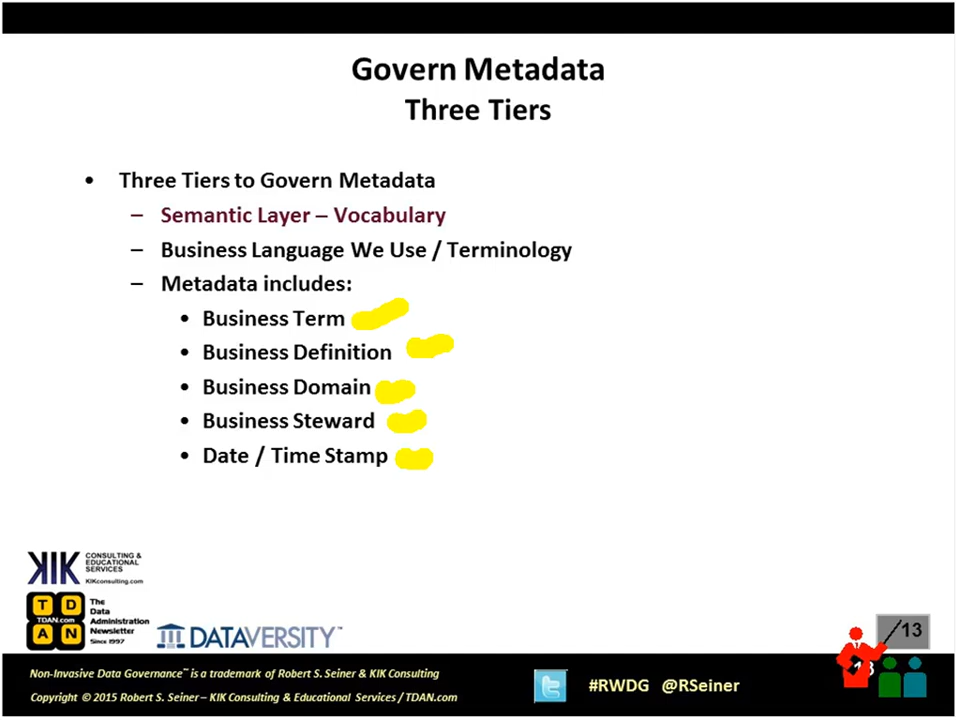 Govern Metadata
Three Tiers
• Three Tiers to Govern Metadata
– Semantic Layer – Vocabulary
– Business Language We Use / Terminology
– Metadata includes:
• Business Term
• Business Definition
• Business Domain
• Business Steward
• Date / Time Stamp
KIK
CONSULTING &
EDUCATIONAL
SERVICES
KIKconsulting.com
T D
TDAN.com
A N
The
Data
Administration
Newsletter
Since 1997
DATAVERSITY™
13
Non-Invasive Data Governance™ is a trademark of Robert S. Seiner & KIK Consulting
Copyright © 2015 Robert S. Seiner – KIK Consulting & Educational Services / TDAN.com
#RWDG @RSeiner